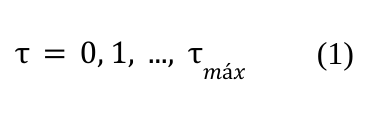 τ = 0, 1, ..., τ_máx (1)